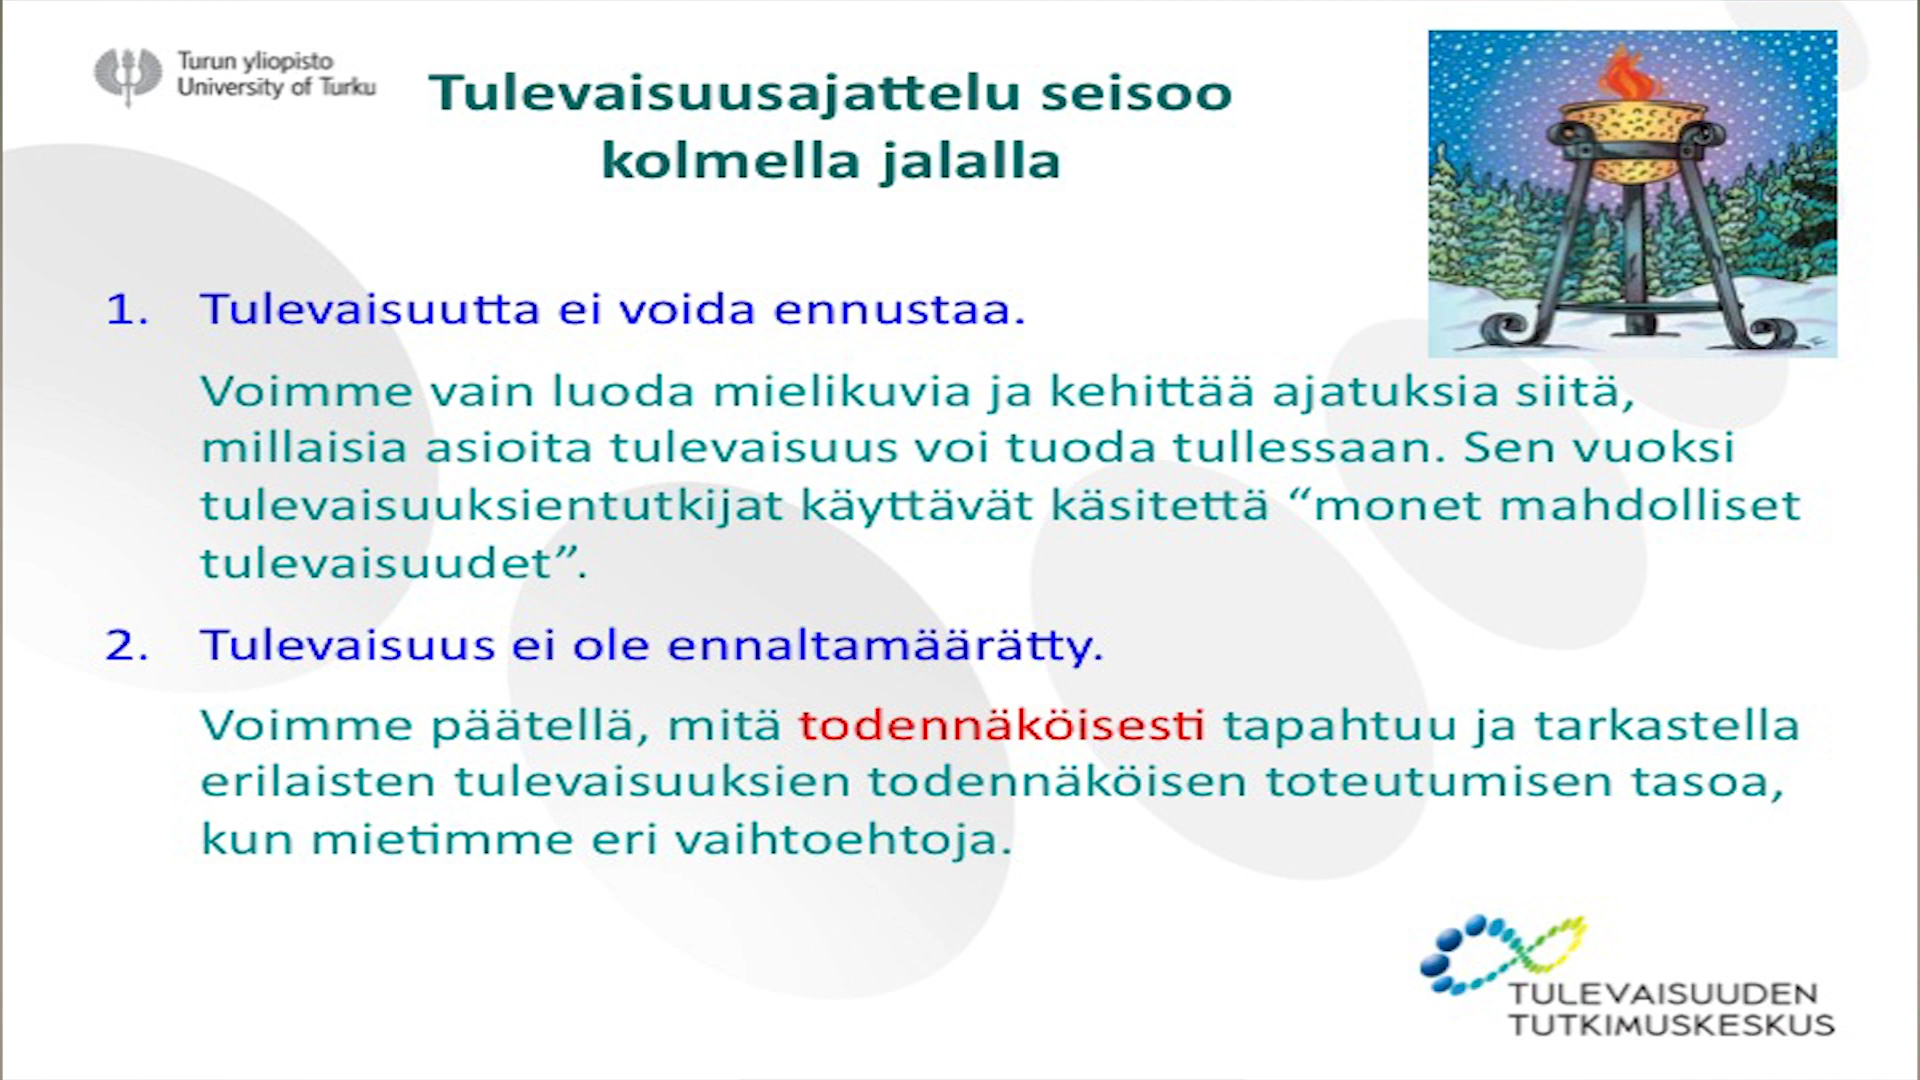 Turun yliopisto
University of Turku
Tulevaisuusajattelu seisoo
kolmella jalalla
1. Tulevaisuutta ei voida ennustaa.
Voimme vain luoda mielikuvia ja kehittää ajatuksia siitä,
millaisia asioita tulevaisuus voi tuoda tullessaan. Sen vuoksi
tulevaisuuksientutkijat käyttävät käsitettä “monet mahdolliset
tulevaisuudet”.
2. Tulevaisuus ei ole ennaltamäärätty.
Voimme päätellä, mitä todennäköisesti tapahtuu ja tarkastella
erilaisten tulevaisuuksien todennäköisen toteutumisen tasoa,
kun mietimme eri vaihtoehtoja.
TULEVAISUUDEN
TUTKIMUSKESKUS